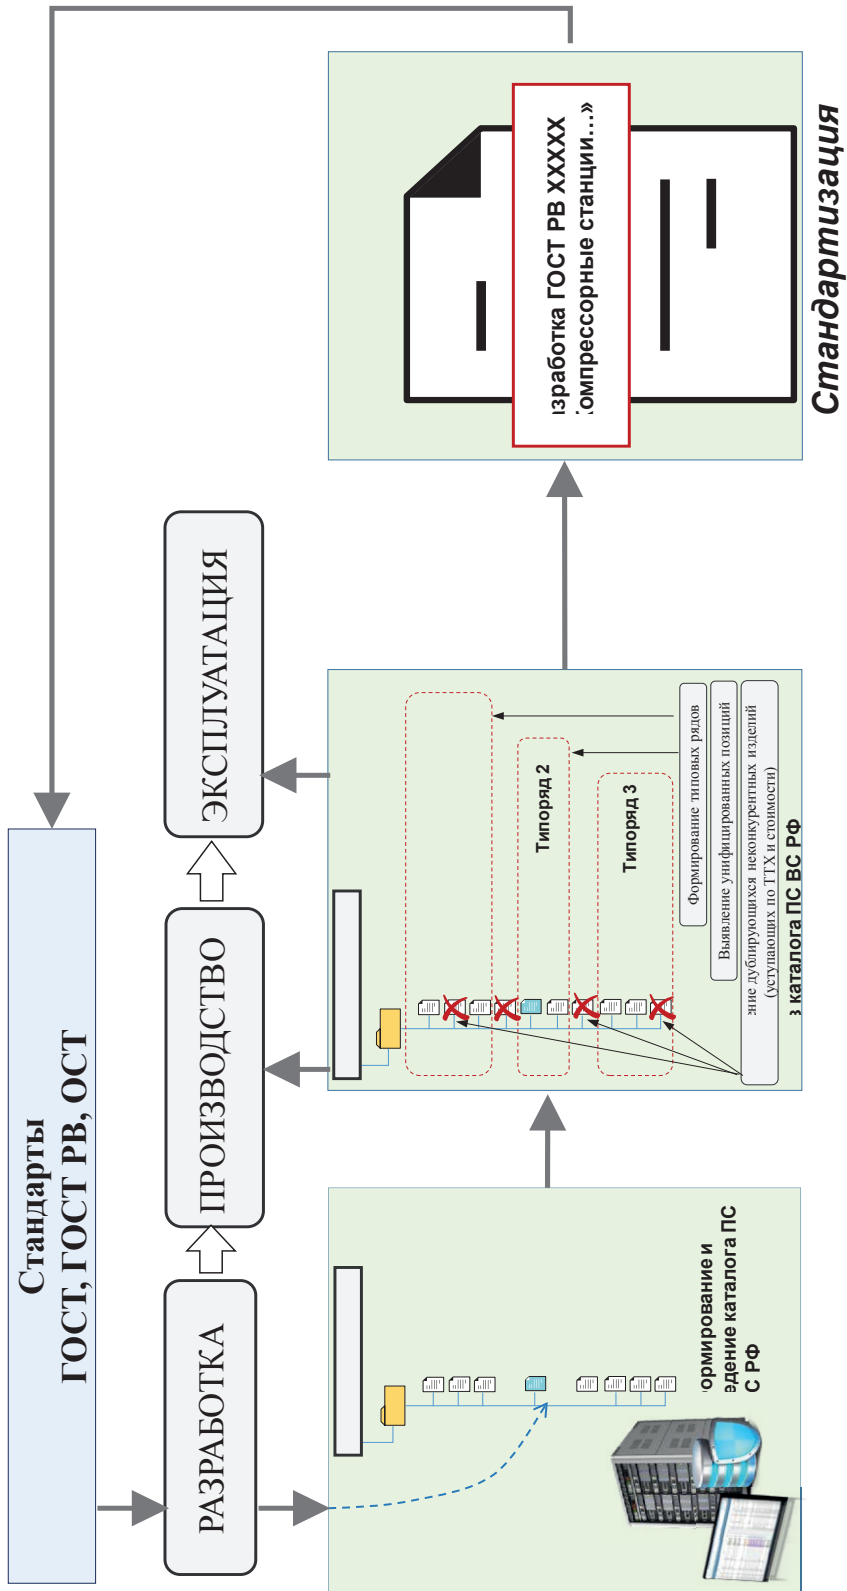 Стандарты
ГОСТ, ГОСТ РВ, ОСТ
РАЗРАБОТКА
ПРОИЗВОДСТВО
ЭКСПЛУАТАЦИЯ
ормирование и
едение каталога ПС
С РФ
Типоряд 2
Типоряд 3
Формирование типовых рядов
Выявление унифицированных позиций
ение дублирующихся неконкурентных изделий
(уступающих по ТТХ и стоимости)
з каталога ПС ВС РФ
зработка ГОСТ РВ ХХХХХ
омпрессорные станции...»
Стандартизация